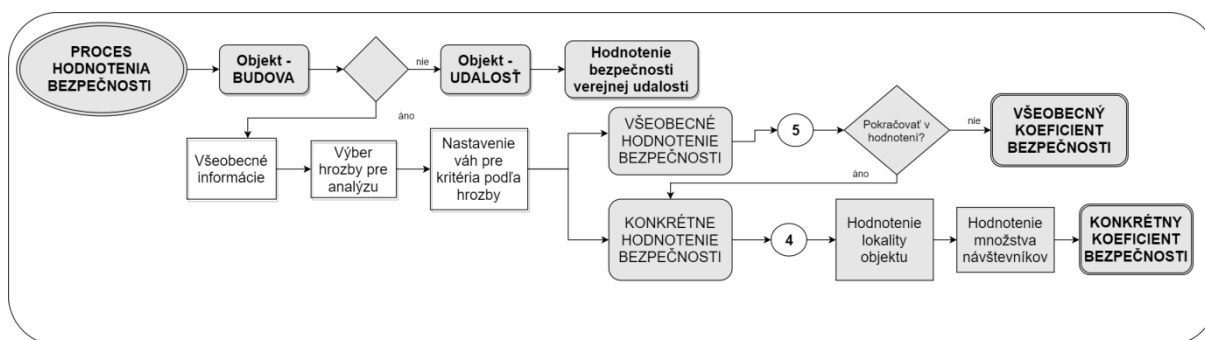 PROCES
HODNOTENIA
BEZPEČNOSTI
Objekt -
BUDOVA
nie
Objekt -
UDALOSŤ
Hodnotenie
bezpečnosti
verejnej udalosti
áno
Všeobecné
informácie
Výber
hrozby pre
analýzu
Nastavenie
váh pre
kritéria podľa
hrozby
VŠEOBECNÉ
HODNOTENIE
BEZPEČNOSTI
5
Pokračovať v
hodnotení?
nie
VŠEOBECNÝ
KOEFICIENT
BEZPEČNOSTI
áno
KONKRÉTNE
HODNOTENIE
BEZPEČNOSTI
4
Hodnotenie
lokality
objektu
Hodnotenie
množstva
návštevníkov
KONKRÉTNY
KOEFICIENT
BEZPEČNOSTI